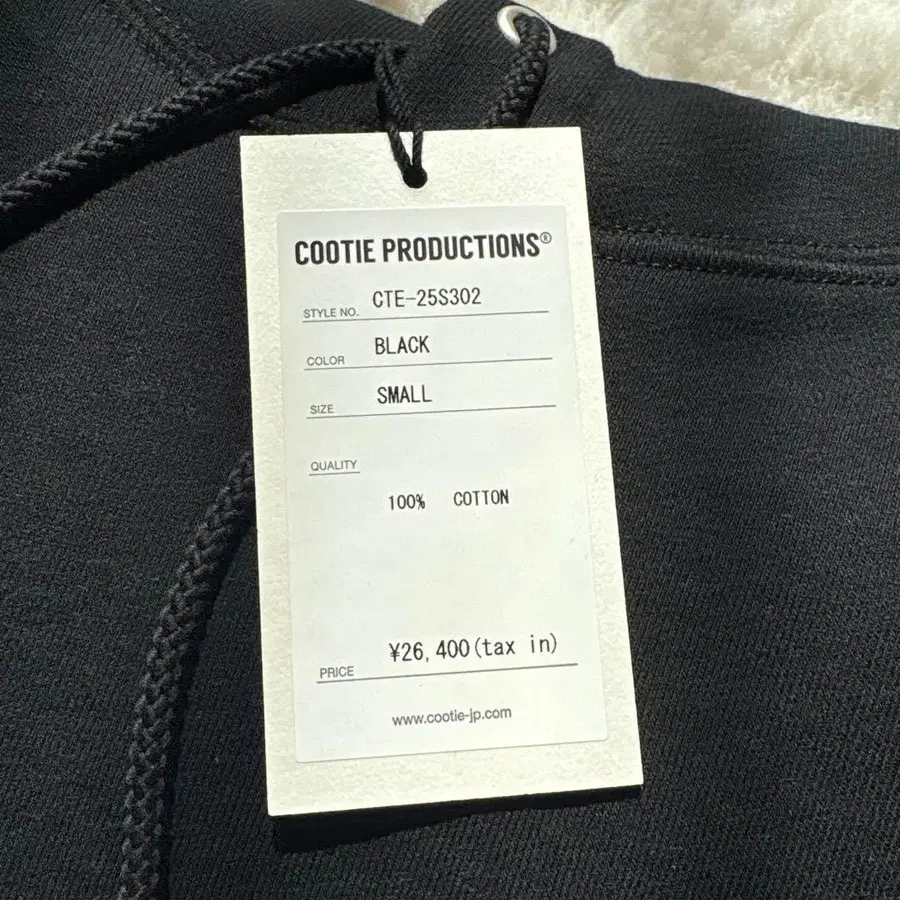 COOTIE PRODUCTIONS®
STYLE NO. CTE-25S302
COLOR BLACK
SIZE SMALL
QUALITY
100% COTTON
PRICE ¥26,400(tax in)
www.cootie-jp.com